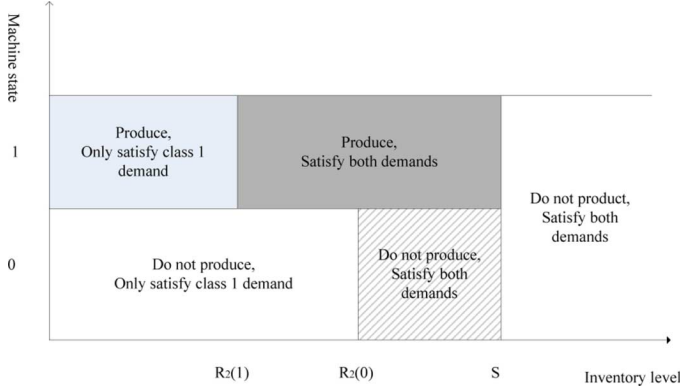 Machine state
1
0
Produce,
Only satisfy class 1
demand
Produce,
Satisfy both demands
Do not product,
Satisfy both
demands
Do not produce,
Only satisfy class 1 demand
Do not produce,
Satisfy both
demands
R2(1)
R2(0)
S
Inventory level